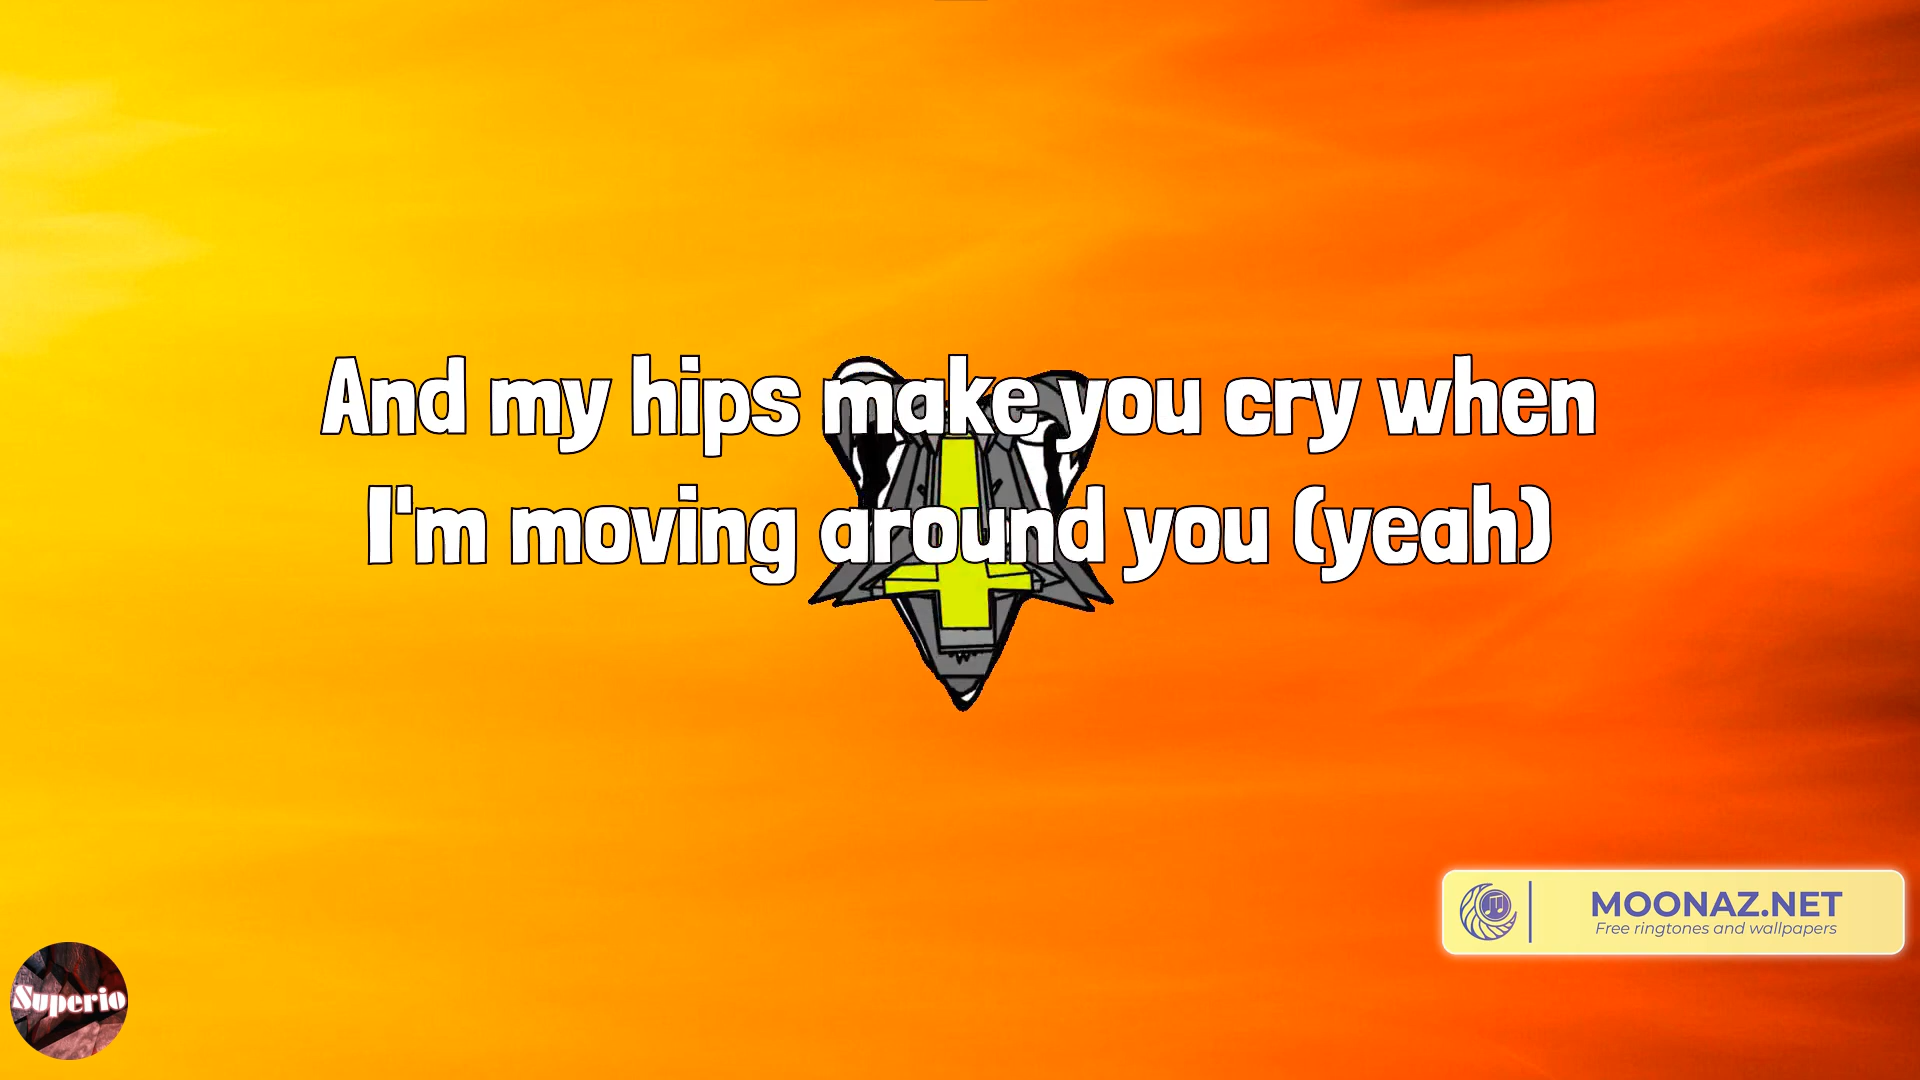 And my hips make you cry when
I'm moving around you (yeah)
MOONAZ.NET
Free ringtones and wallpapers
Superio